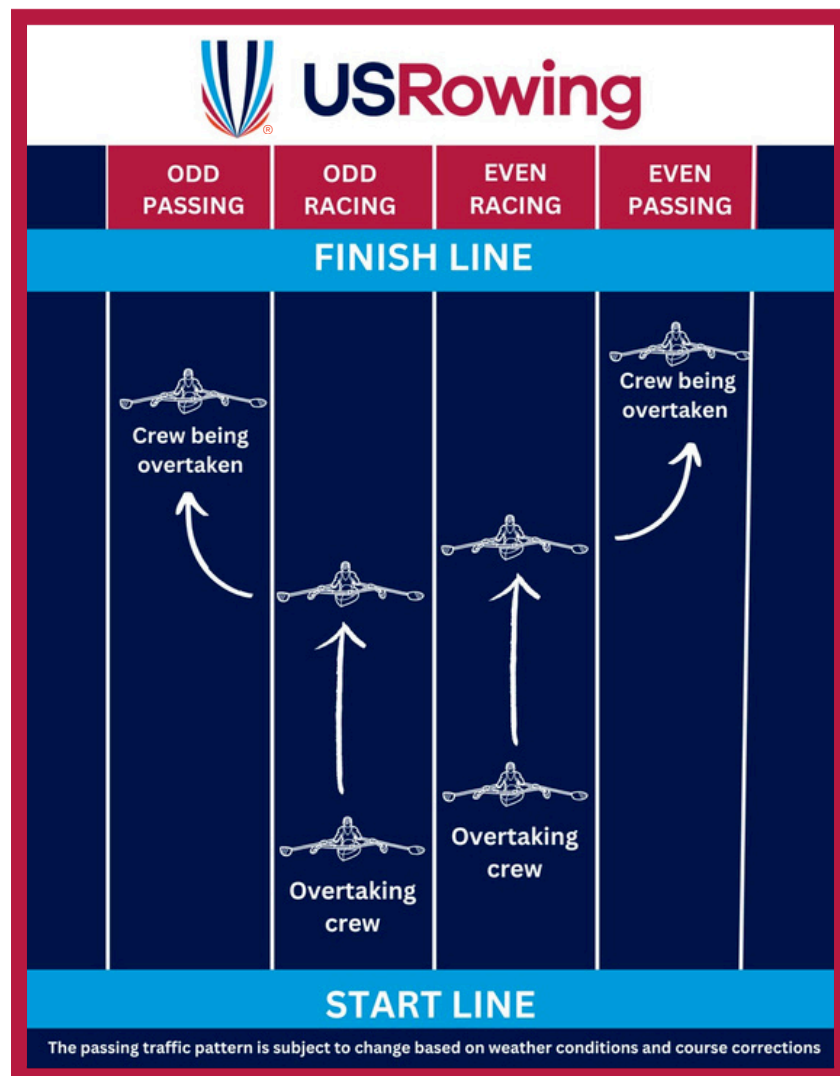 USRowing
®
ODD
PASSING
ODD
RACING
EVEN
RACING
EVEN
PASSING
FINISH LINE
Crew being
overtaken
Crew being
overtaken
Overtaking
crew
Overtaking
crew
START LINE
The passing traffic pattern is subject to change based on weather conditions and course corrections